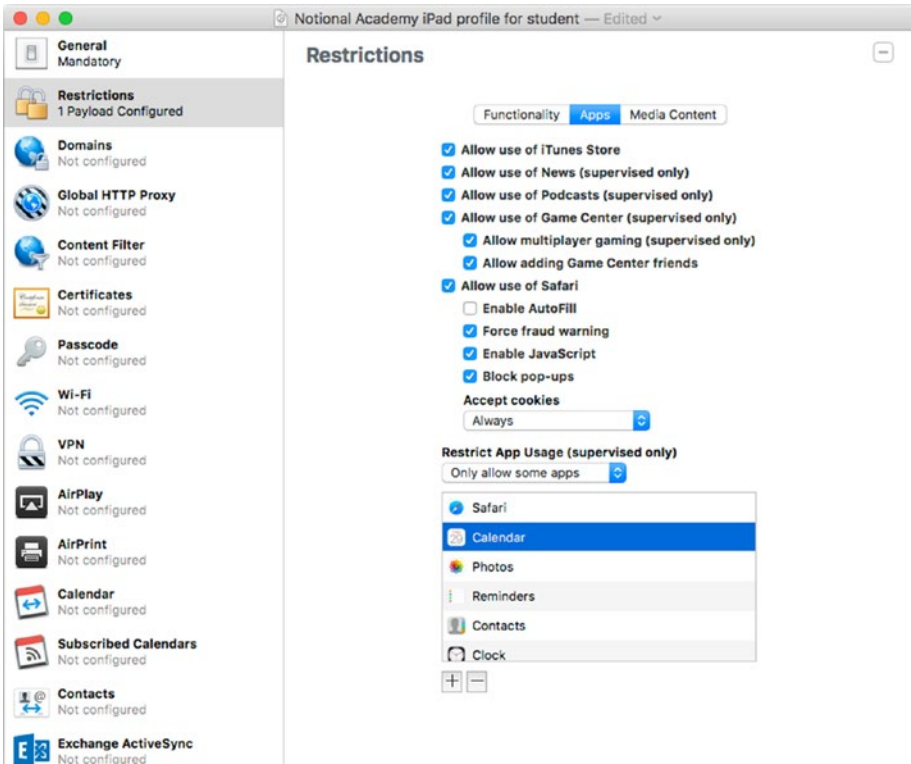 Notional Academy iPad profile for student — Edited
General
Mandatory
Restrictions
1 Payload Configured
Domains
Not configured
Global HTTP Proxy
Not configured
Content Filter
Not configured
Certificates
Not configured
Passcode
Not configured
Wi-Fi
Not configured
VPN
Not configured
AirPlay
Not configured
AirPrint
Not configured
Calendar
Not configured
Subscribed Calendars
Not configured
Contacts
Not configured
Exchange ActiveSync
Not configured
Restrictions
Functionality Apps Media Content
Allow use of iTunes Store
Allow use of News (supervised only)
Allow use of Podcasts (supervised only)
Allow use of Game Center (supervised only)
Allow multiplayer gaming (supervised only)
Allow adding Game Center friends
Allow use of Safari
Enable AutoFill
Force fraud warning
Enable JavaScript
Block pop-ups
Accept cookies
Always
Restrict App Usage (supervised only)
Only allow some apps
Safari
Calendar
Photos
Reminders
Contacts
Clock